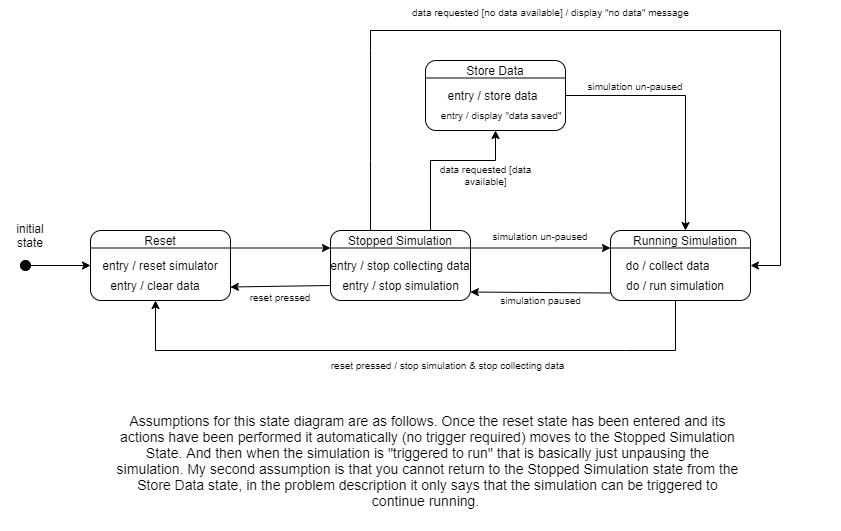 data requested [no data available] / display "no data" message
Store Data
entry / store data
entry / display "data saved"
simulation un-paused
data requested [data
available]
initial
state
Reset
entry / reset simulator
entry / clear data
Stopped Simulation
entry / stop collecting data
entry / stop simulation
simulation un-paused
Running Simulation
do / collect data
do / run simulation
reset pressed
simulation paused
reset pressed / stop simulation & stop collecting data
Assumptions for this state diagram are as follows. Once the reset state has been entered and its
actions have been performed it automatically (no trigger required) moves to the Stopped Simulation
State. And then when the simulation is "triggered to run" that is basically just unpausing the
simulation. My second assumption is that you cannot return to the Stopped Simulation state from the
Store Data state, in the problem description it only says that the simulation can be triggered to
continue running.